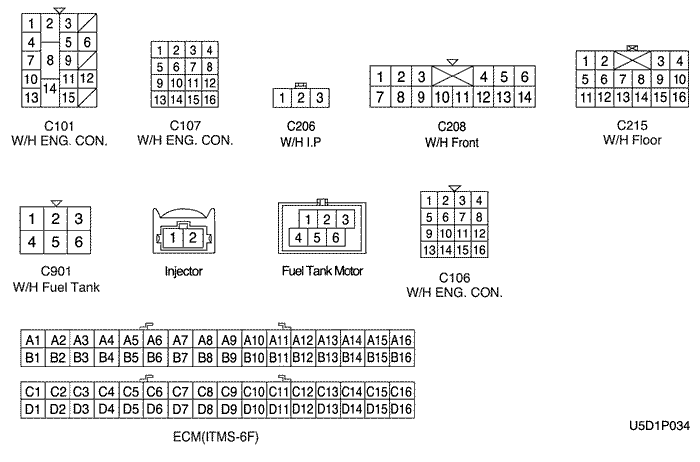 1 2 3
4 5 6
7 8 9
10 11 12
13 14 15
C101
W/H ENG. CON.
1 2 3 4
5 6 7 8
9 10 11 12
13 14 15 16
C107
W/H ENG. CON.
1 2 3
C206
W/H I.P
1 2 3 4 5 6
7 8 9 10 11 12 13 14
C208
W/H Front
1 2 3 4
5 6 7 8 9 10
11 12 13 14 15 16
C215
W/H Floor
1 2 3
4 5 6
C901
W/H Fuel Tank
1 2
Injector
1 2 3
4 5 6
Fuel Tank Motor
1 2 3 4
5 6 7 8
9 10 11 12
13 14 15 16
C106
W/H ENG. CON.
A1 A2 A3 A4 A5 A6 A7 A8 A9 A10 A11 A12 A13 A14 A15 A16
B1 B2 B3 B4 B5 B6 B7 B8 B9 B10 B11 B12 B13 B14 B15 B16
C1 C2 C3 C4 C5 C6 C7 C8 C9 C10 C11 C12 C13 C14 C15 C16
D1 D2 D3 D4 D5 D6 D7 D8 D9 D10 D11 D12 D13 D14 D15 D16
ECM(ITMS-6F)
U5D1P034